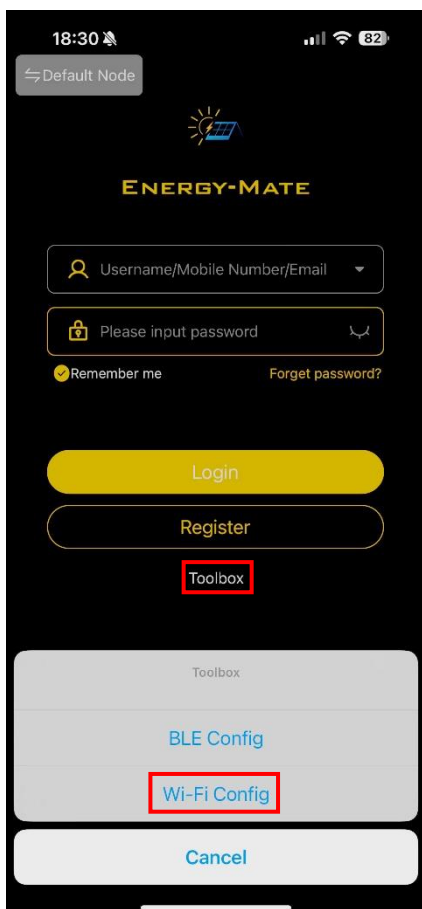 18:30
82
⇋Default Node
ENERGY-MATE
Username/Mobile Number/Email
Please input password
Remember me
Forget password?
Login
Register
Toolbox
Toolbox
BLE Config
Wi-Fi Config
Cancel